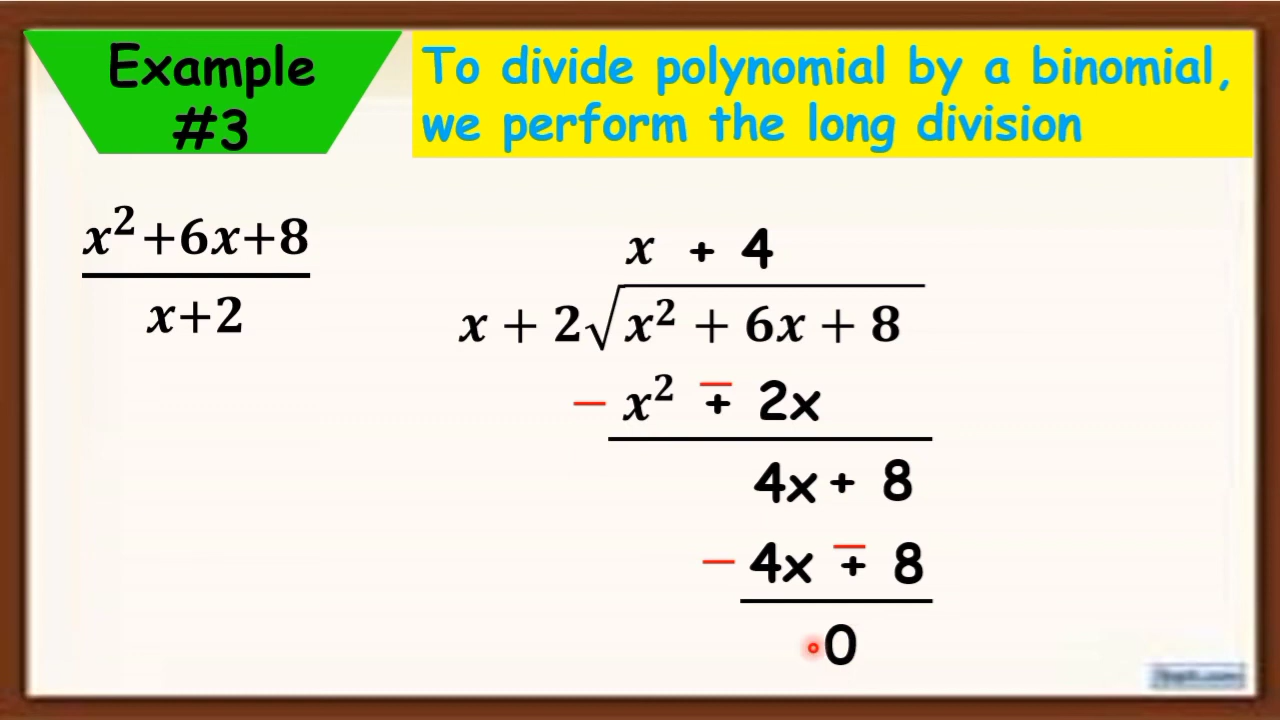 Example
#3
To divide polynomial by a binomial,
we perform the long division
x²+6x+8
x+2
x + 4
x + 2√x² + 6x + 8
− x² + − 2x
4x + 8
− 4x + − 8
0